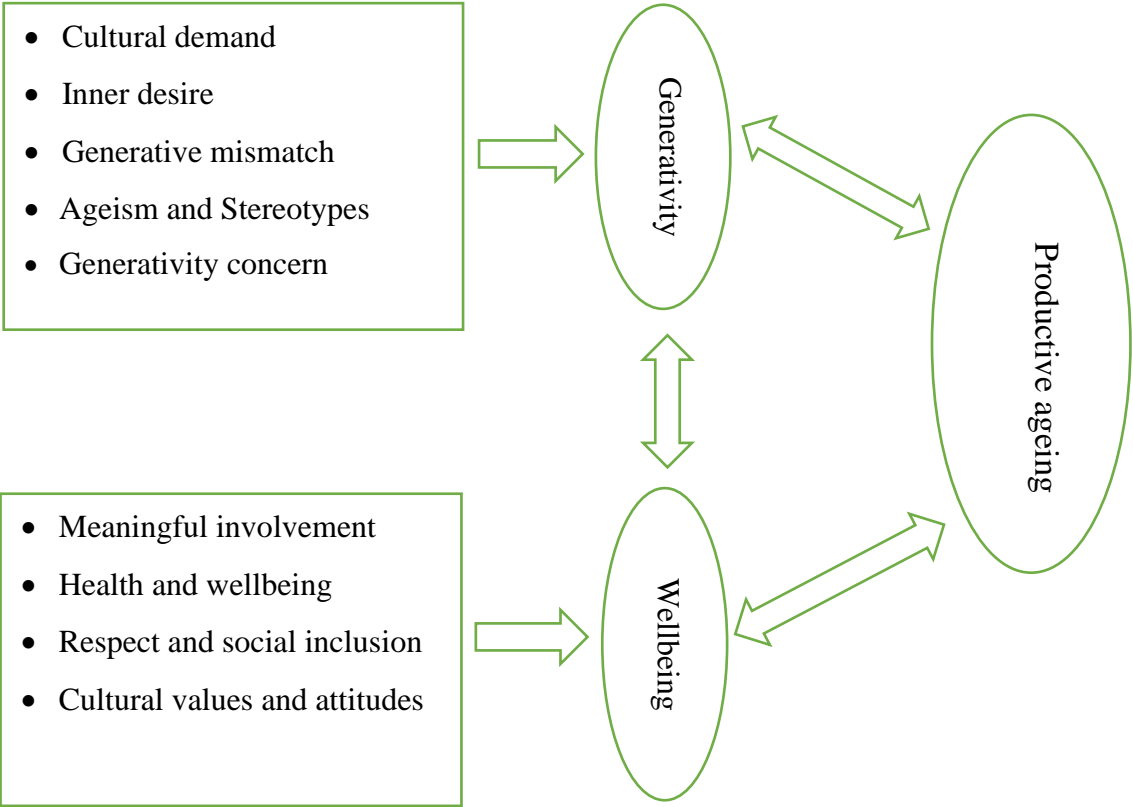 • Cultural demand
• Inner desire
• Generative mismatch
• Ageism and Stereotypes
• Generativity concern
Generativity
Productive ageing
• Meaningful involvement
• Health and wellbeing
• Respect and social inclusion
• Cultural values and attitudes
Wellbeing